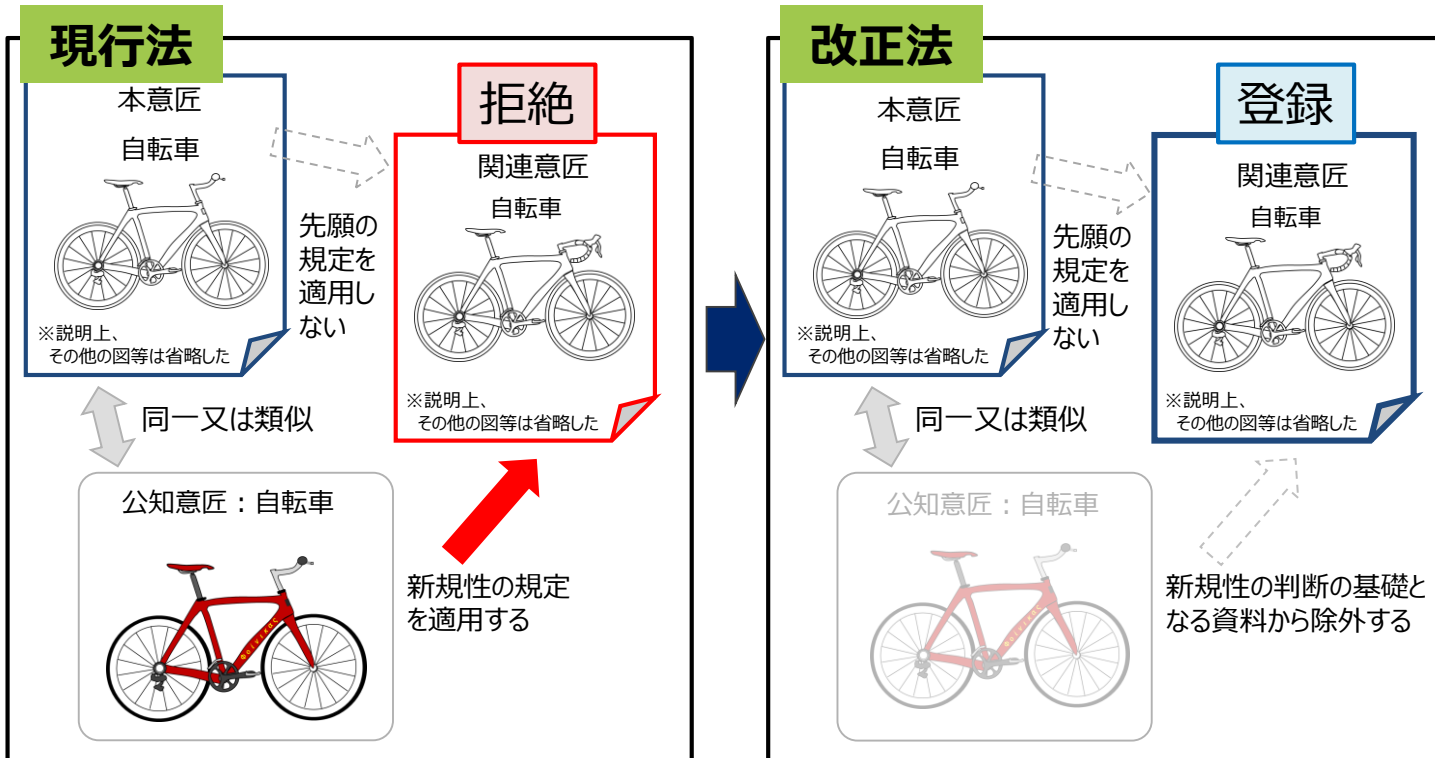 現行法
本意匠
自転車
※説明上、
その他の図等は省略した
先願の
規定を
適用し
ない
拒絶
関連意匠
自転車
※説明上、
その他の図等は省略した
同一又は類似
公知意匠：自転車
新規性の規定
を適用する
改正法
本意匠
自転車
※説明上、
その他の図等は省略した
先願の
規定を
適用し
ない
登録
関連意匠
自転車
※説明上、
その他の図等は省略した
同一又は類似
公知意匠：自転車
新規性の判断の基礎と
なる資料から除外する